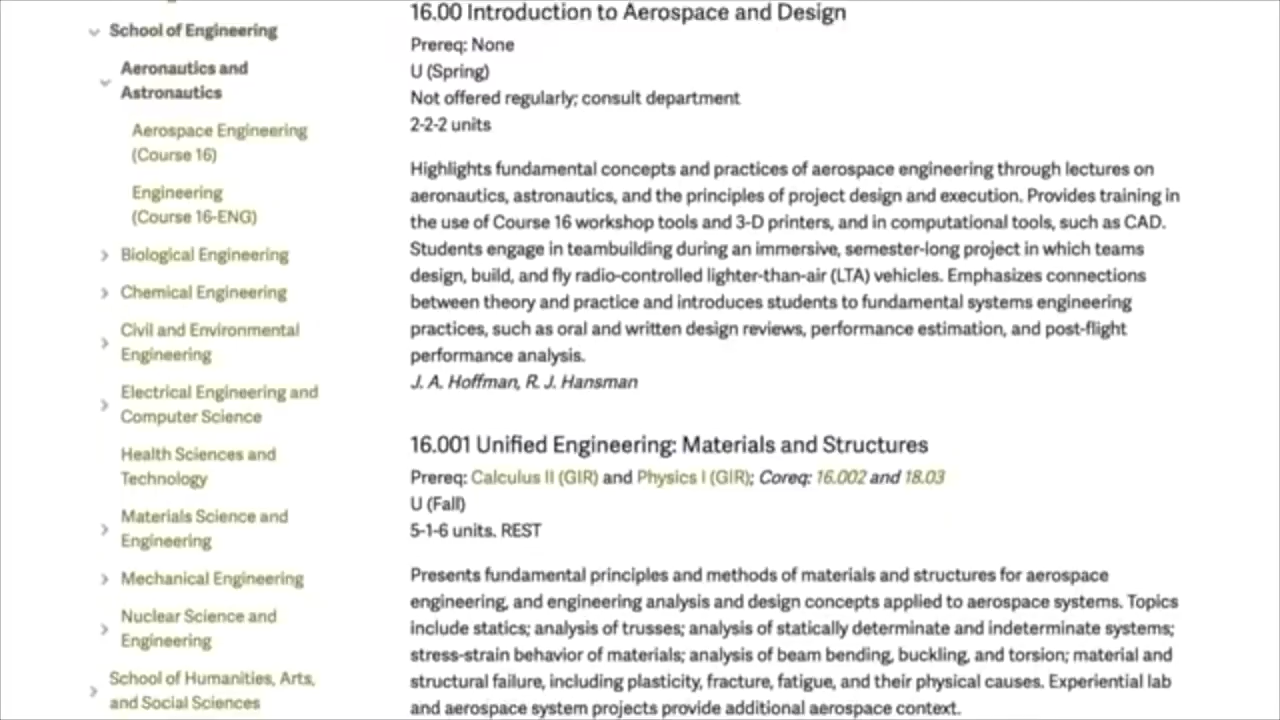 School of Engineering
Aeronautics and
Astronautics
Aerospace Engineering
(Course 16)
Engineering
(Course 16-ENG)
Biological Engineering
Chemical Engineering
Civil and Environmental
Engineering
Electrical Engineering and
Computer Science
Health Sciences and
Technology
Materials Science and
Engineering
Mechanical Engineering
Nuclear Science and
Engineering
School of Humanities, Arts,
and Social Sciences
16.00 Introduction to Aerospace and Design
Prereq: None
U (Spring)
Not offered regularly; consult department
2-2-2 units
Highlights fundamental concepts and practices of aerospace engineering through lectures on
aeronautics, astronautics, and the principles of project design and execution. Provides training in
the use of Course 16 workshop tools and 3-D printers, and in computational tools, such as CAD.
Students engage in teambuilding during an immersive, semester-long project in which teams
design, build, and fly radio-controlled lighter-than-air (LTA) vehicles. Emphasizes connections
between theory and practice and introduces students to fundamental systems engineering
practices, such as oral and written design reviews, performance estimation, and post-flight
performance analysis.
J. A. Hoffman, R. J. Hansman
16.001 Unified Engineering: Materials and Structures
Prereq: Calculus II (GIR) and Physics I (GIR); Coreq: 16.002 and 18.03
U (Fall)
5-1-6 units. REST
Presents fundamental principles and methods of materials and structures for aerospace
engineering, and engineering analysis and design concepts applied to aerospace systems. Topics
include statics; analysis of trusses; analysis of statically determinate and indeterminate systems;
stress-strain behavior of materials; analysis of beam bending, buckling, and torsion; material and
structural failure, including plasticity, fracture, fatigue, and their physical causes. Experiential lab
and aerospace system projects provide additional aerospace context.